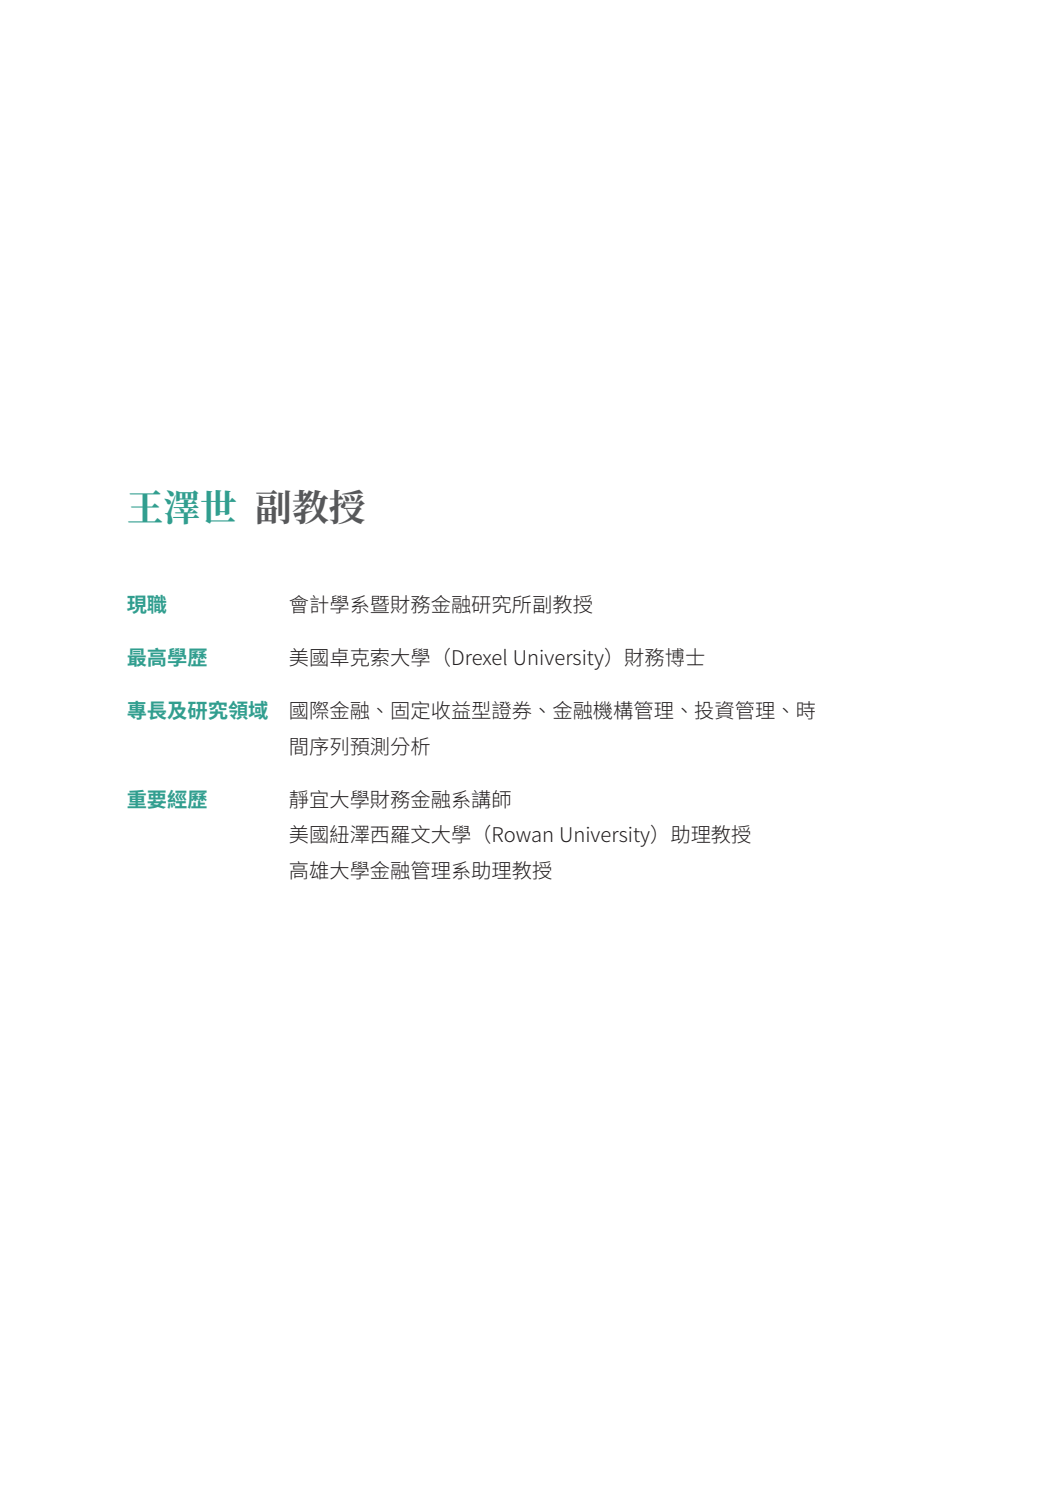 王澤世 副教授
現職 會計學系暨財務金融研究所副教授
最高學歷 美國卓克索大學（Drexel University）財務博士
專長及研究領域 國際金融、固定收益型證券、金融機構管理、投資管理、時
間序列預測分析
重要經歷 靜宜大學財務金融系講師
美國紐澤西羅文大學（Rowan University）助理教授
高雄大學金融管理系助理教授